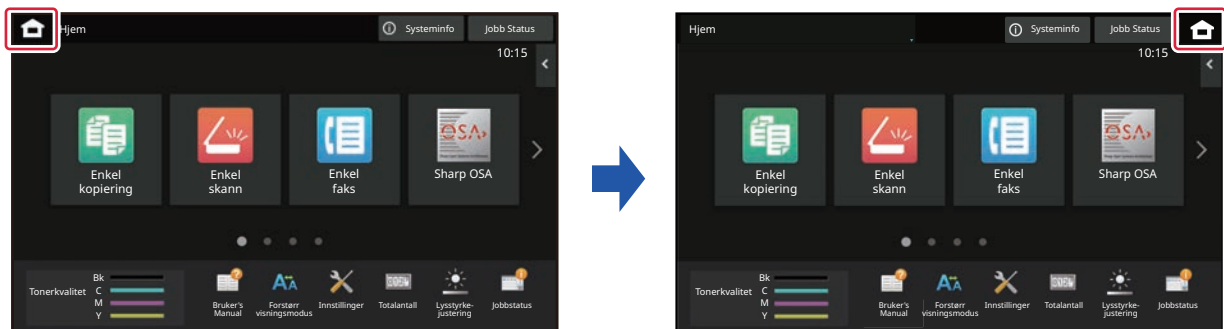 Hjem
Systeminfo
Jobb Status
10:15
Enkel
kopiering
Enkel
skann
Enkel
faks
OSA
Sharp OSA
Tonerkvalitet
Bk
C
M
Y
Bruker's
Manual
Forstørr
visningsmodus
Innstillinger
Totalantall
Lysstyrke-
justering
Jobbstatus
Hjem
Systeminfo
Jobb Status
10:15
Enkel
kopiering
Enkel
skann
Enkel
faks
OSA
Sharp OSA
Tonerkvalitet
Bk
C
M
Y
Bruker's
Manual
Forstørr
visningsmodus
Innstillinger
Totalantall
Lysstyrke-
justering
Jobbstatus